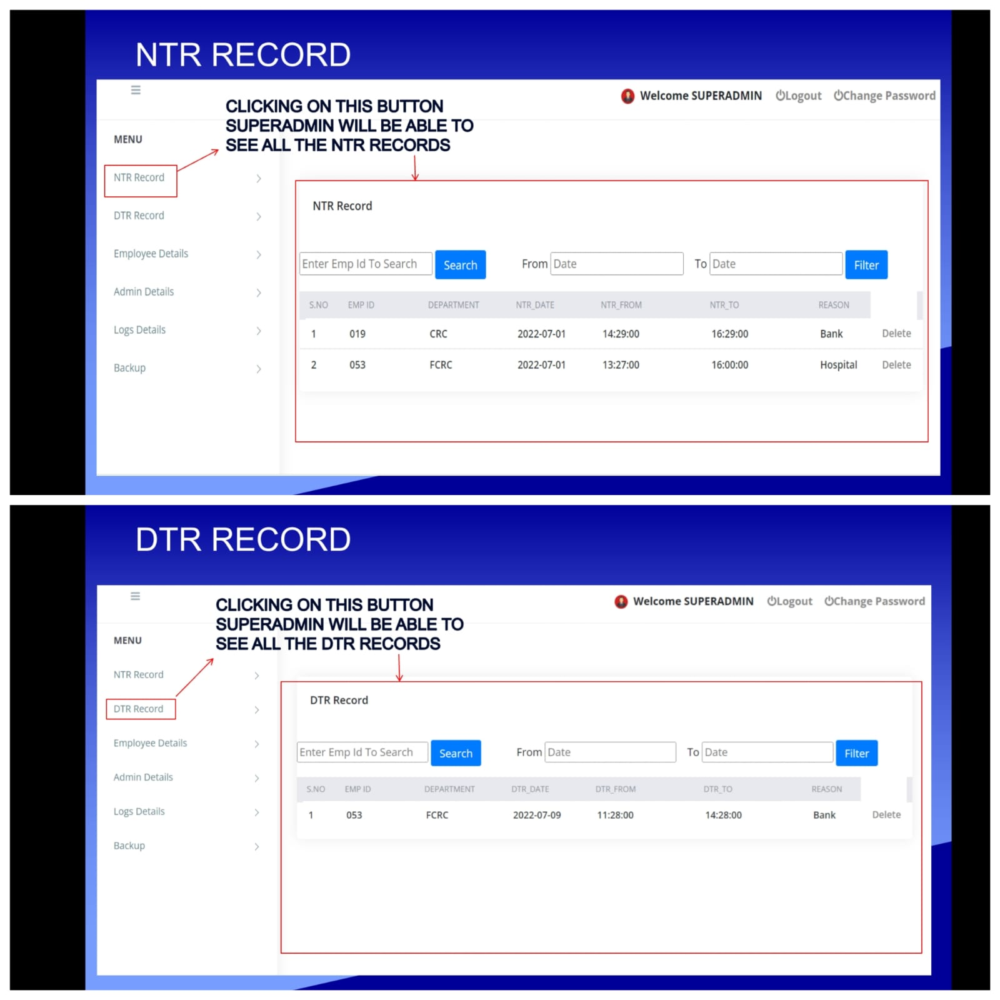 NTR RECORD
Welcome SUPERADMIN Logout Change Password
CLICKING ON THIS BUTTON
SUPERADMIN WILL BE ABLE TO
SEE ALL THE NTR RECORDS
MENU
NTR Record
DTR Record
Employee Details
Admin Details
Logs Details
Backup
NTR Record
Enter Emp Id To Search Search From Date To Date Filter
S.NO EMP ID DEPARTMENT NTR_DATE NTR_FROM NTR_TO REASON
1 019 CRC 2022-07-01 14:29:00 16:29:00 Bank Delete
2 053 FCRC 2022-07-01 13:27:00 16:00:00 Hospital Delete
DTR RECORD
Welcome SUPERADMIN Logout Change Password
CLICKING ON THIS BUTTON
SUPERADMIN WILL BE ABLE TO
SEE ALL THE DTR RECORDS
MENU
NTR Record
DTR Record
Employee Details
Admin Details
Logs Details
Backup
DTR Record
Enter Emp Id To Search Search From Date To Date Filter
S.NO EMP ID DEPARTMENT DTR_DATE DTR_FROM DTR_TO REASON
1 053 FCRC 2022-07-09 11:28:00 14:28:00 Bank Delete